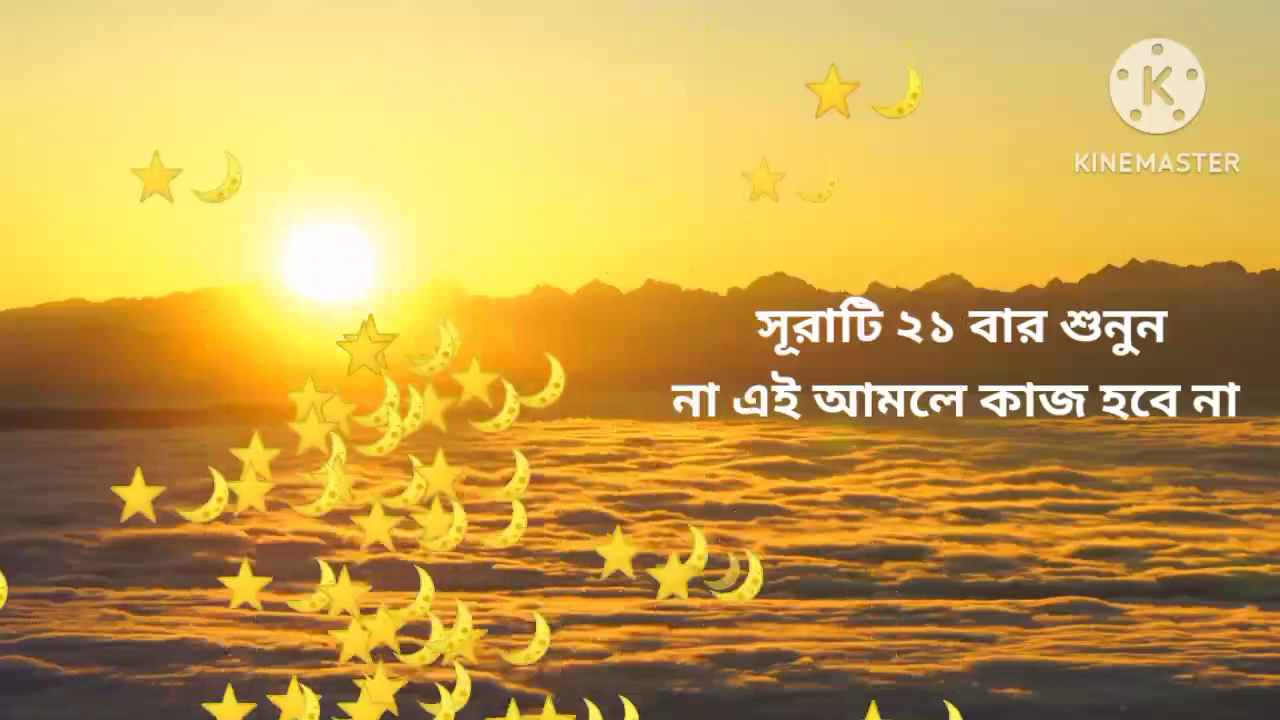 KINEMASTER
সূরাটি ২১ বার শুনুন
না এই আমলে কাজ হবে না